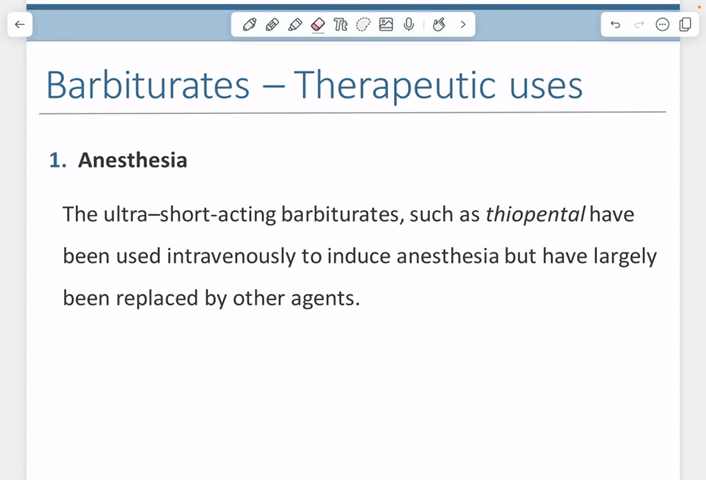 Tt
Barbiturates – Therapeutic uses
1. Anesthesia
The ultra–short-acting barbiturates, such as thiopental have
been used intravenously to induce anesthesia but have largely
been replaced by other agents.